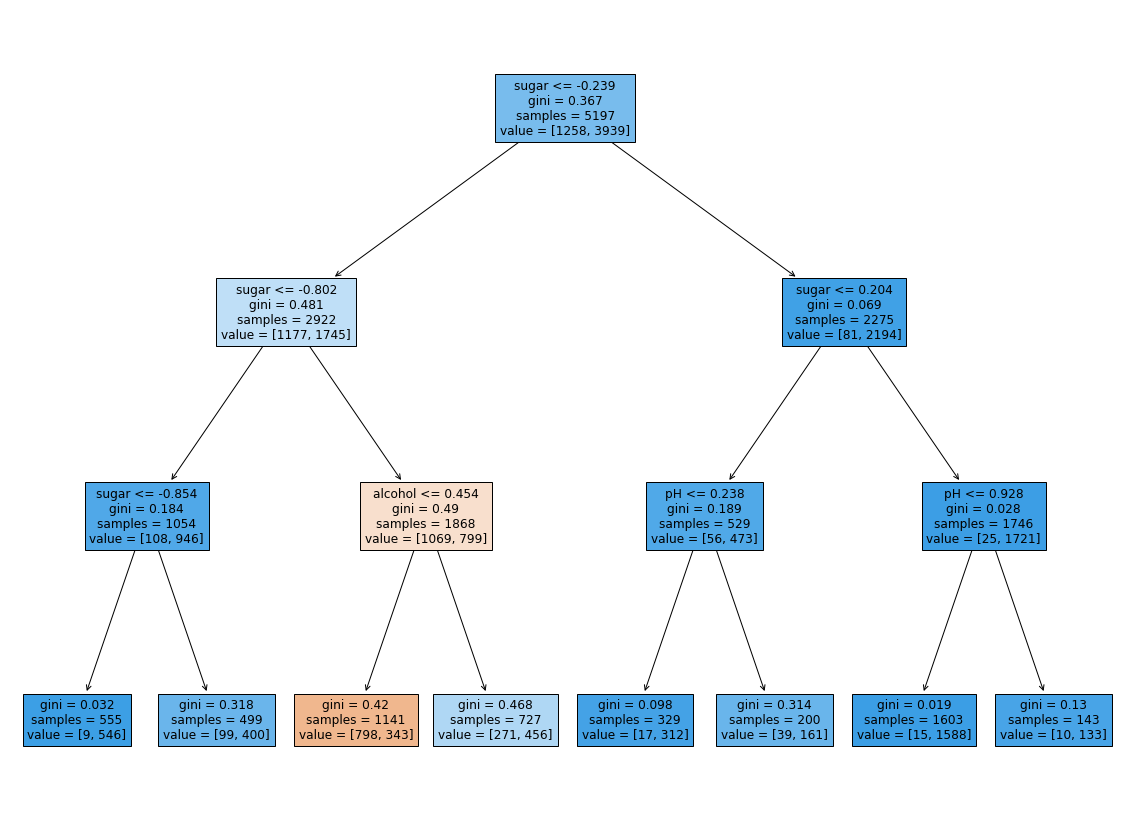 sugar <= -0.239
gini = 0.367
samples = 5197
value = [1258, 3939]
sugar <= -0.802
gini = 0.481
samples = 2922
value = [1177, 1745]
sugar <= 0.204
gini = 0.069
samples = 2275
value = [81, 2194]
sugar <= -0.854
gini = 0.184
samples = 1054
value = [108, 946]
alcohol <= 0.454
gini = 0.49
samples = 1868
value = [1069, 799]
pH <= 0.238
gini = 0.189
samples = 529
value = [56, 473]
pH <= 0.928
gini = 0.028
samples = 1746
value = [25, 1721]
gini = 0.032
samples = 555
value = [9, 546]
gini = 0.318
samples = 499
value = [99, 400]
gini = 0.42
samples = 1141
value = [798, 343]
gini = 0.468
samples = 727
value = [271, 456]
gini = 0.098
samples = 329
value = [17, 312]
gini = 0.314
samples = 200
value = [39, 161]
gini = 0.019
samples = 1603
value = [15, 1588]
gini = 0.13
samples = 143
value = [10, 133]